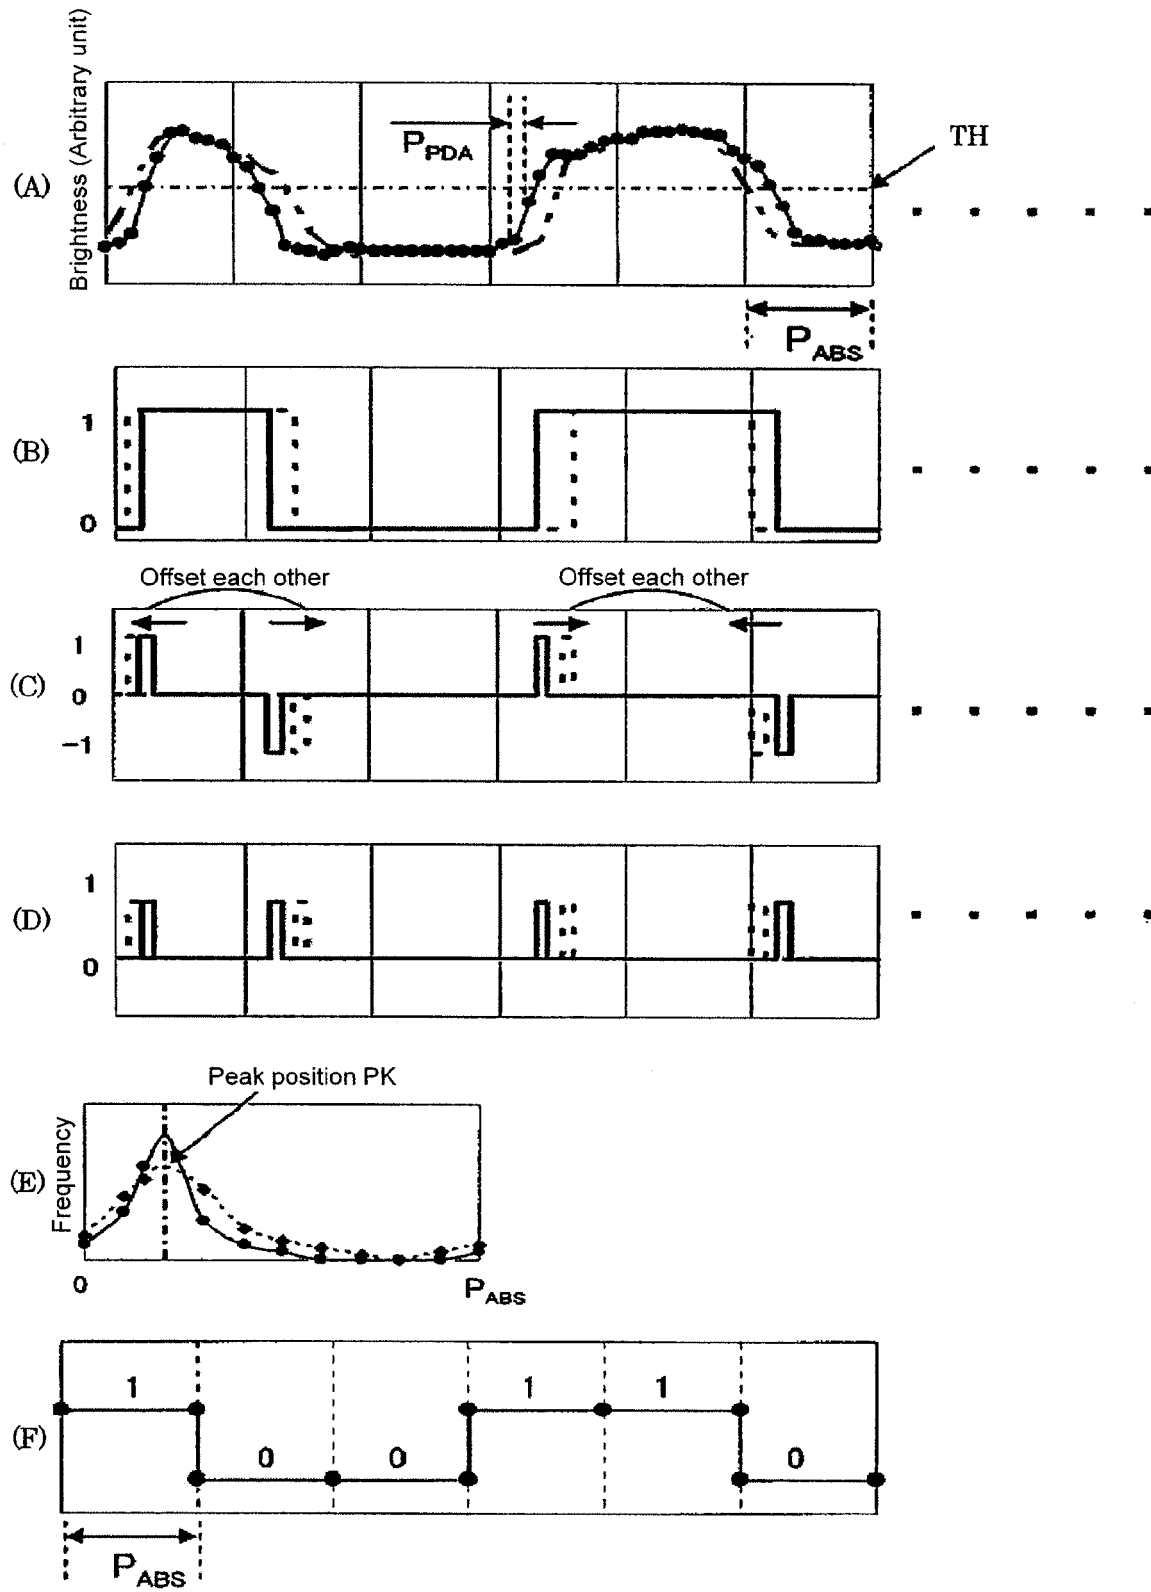 Brightness (Arbitrary unit)
(A)
P_PDA
TH
P_ABS
(B)
1
0
Offset each other
Offset each other
(C)
1
0
−1
(D)
1
0
Peak position PK
(E)
Frequency
0
P_ABS
(F)
1 0 0 1 1 0
P_ABS